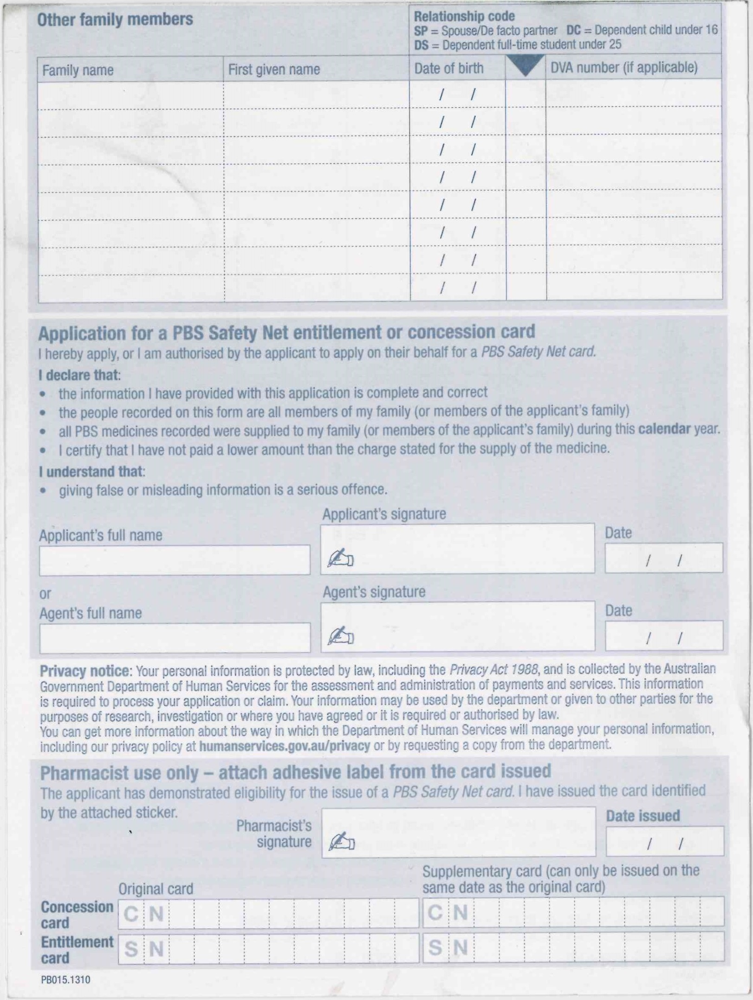 Other family members
Relationship code
SP = Spouse/De facto partner DC = Dependent child under 16
DS = Dependent full-time student under 25
Family name First given name Date of birth DVA number (if applicable)
/ /
/ /
/ /
/ /
/ /
/ /
/ /
/ /
Application for a PBS Safety Net entitlement or concession card
I hereby apply, or I am authorised by the applicant to apply on their behalf for a PBS Safety Net card.
I declare that:
• the information I have provided with this application is complete and correct
• the people recorded on this form are all members of my family (or members of the applicant's family)
• all PBS medicines recorded were supplied to my family (or members of the applicant's family) during this calendar year.
• I certify that I have not paid a lower amount than the charge stated for the supply of the medicine.
I understand that:
• giving false or misleading information is a serious offence.
Applicant's signature
Applicant's full name Date
/ /
or
Agent's signature
Agent's full name Date
/ /
Privacy notice: Your personal information is protected by law, including the Privacy Act 1988, and is collected by the Australian
Government Department of Human Services for the assessment and administration of payments and services. This information
is required to process your application or claim. Your information may be used by the department or given to other parties for the
purposes of research, investigation or where you have agreed or it is required or authorised by law.
You can get more information about the way in which the Department of Human Services will manage your personal information,
including our privacy policy at humanservices.gov.au/privacy or by requesting a copy from the department.
Pharmacist use only – attach adhesive label from the card issued
The applicant has demonstrated eligibility for the issue of a PBS Safety Net card. I have issued the card identified
by the attached sticker.
Pharmacist's
signature
Date issued
/ /
Original card
Supplementary card (can only be issued on the
same date as the original card)
Concession
card
C N C N
Entitlement
card
S N S N
PB015.1310